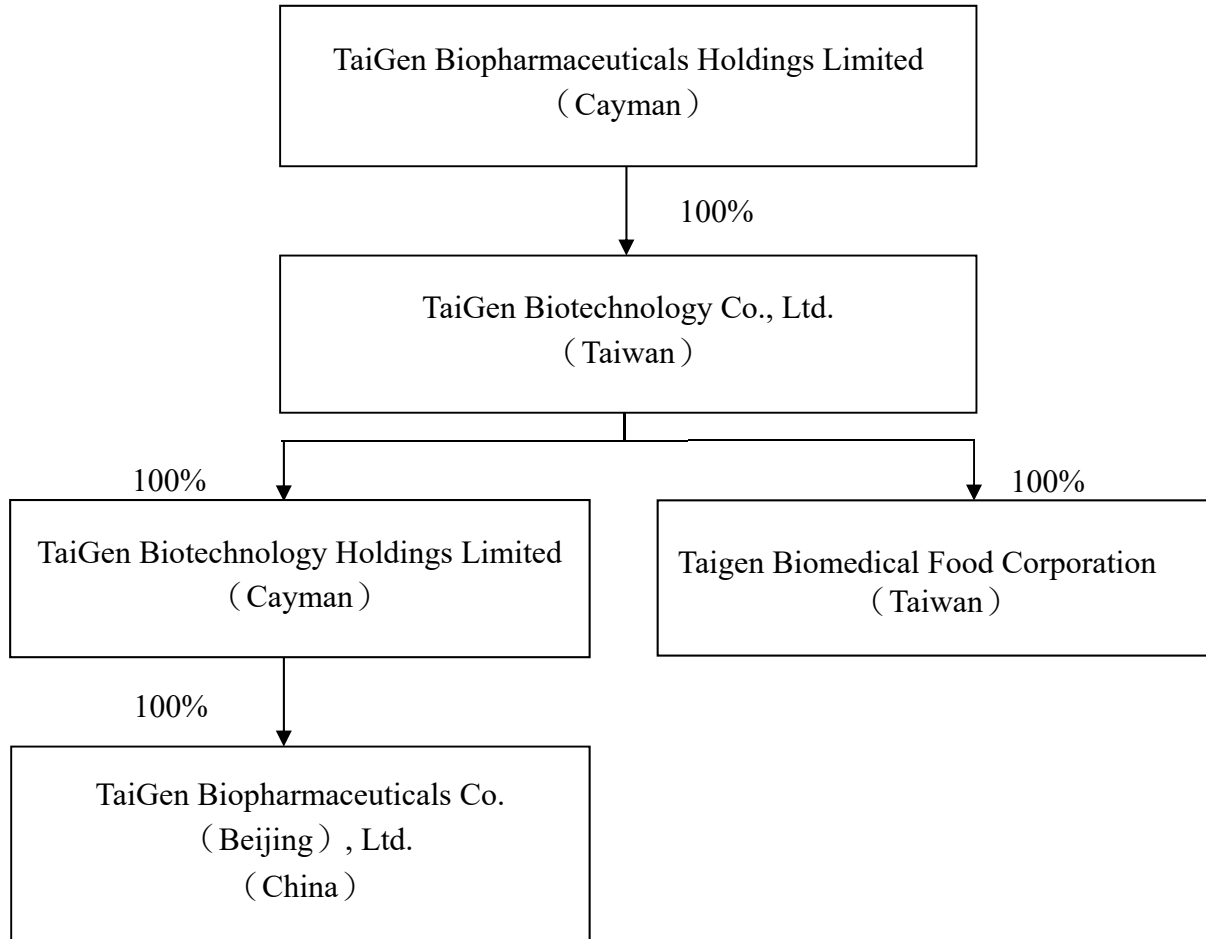 TaiGen Biopharmaceuticals Holdings Limited
（Cayman）
100%
TaiGen Biotechnology Co., Ltd.
（Taiwan）
100%
100%
TaiGen Biotechnology Holdings Limited
（Cayman）
Taigen Biomedical Food Corporation
（Taiwan）
100%
TaiGen Biopharmaceuticals Co.
（Beijing）, Ltd.
（China）